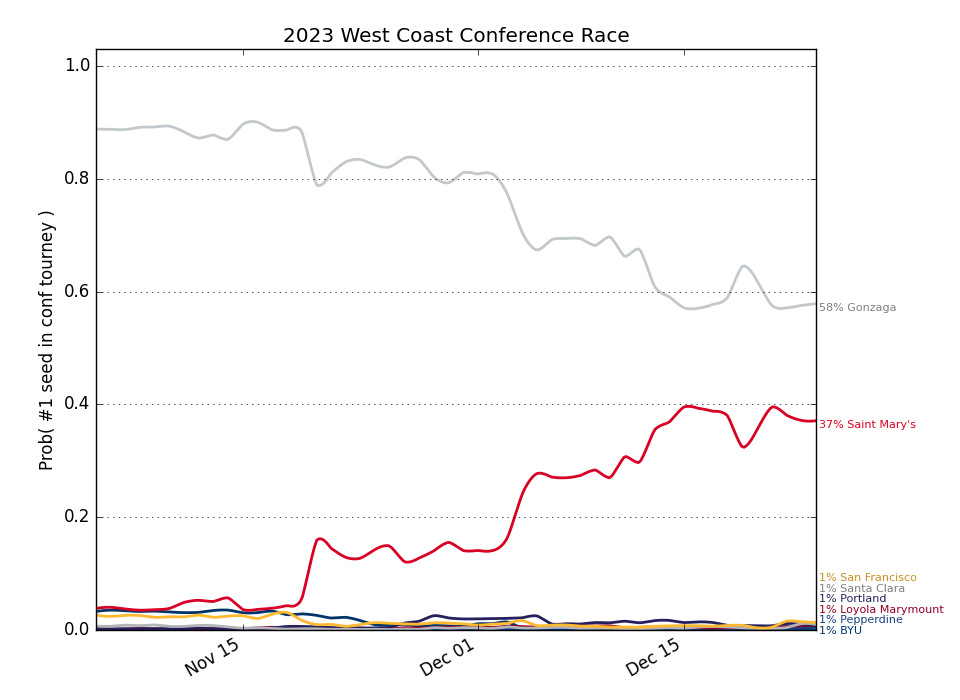 2023 West Coast Conference Race
Prob( #1 seed in conf tourney )
1.0
0.8
0.6
0.4
0.2
0.0
Nov 15
Dec 01
Dec 15
58% Gonzaga
37% Saint Mary's
1% San Francisco
1% Santa Clara
1% Portland
1% Loyola Marymount
1% Pepperdine
1% BYU